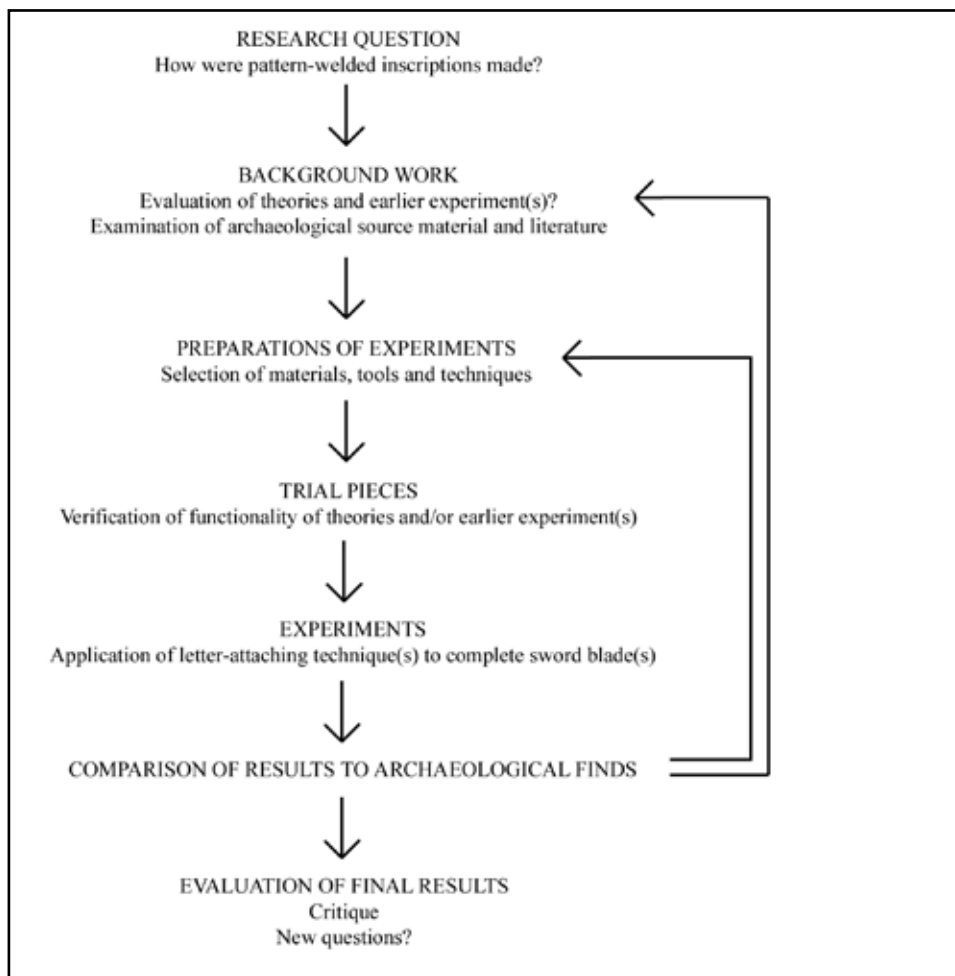 RESEARCH QUESTION
How were pattern-welded inscriptions made?
BACKGROUND WORK
Evaluation of theories and earlier experiment(s)?
Examination of archaeological source material and literature
PREPARATIONS OF EXPERIMENTS
Selection of materials, tools and techniques
TRIAL PIECES
Verification of functionality of theories and/or earlier experiment(s)
EXPERIMENTS
Application of letter-attaching technique(s) to complete sword blade(s)
COMPARISON OF RESULTS TO ARCHAEOLOGICAL FINDS
EVALUATION OF FINAL RESULTS
Critique
New questions?